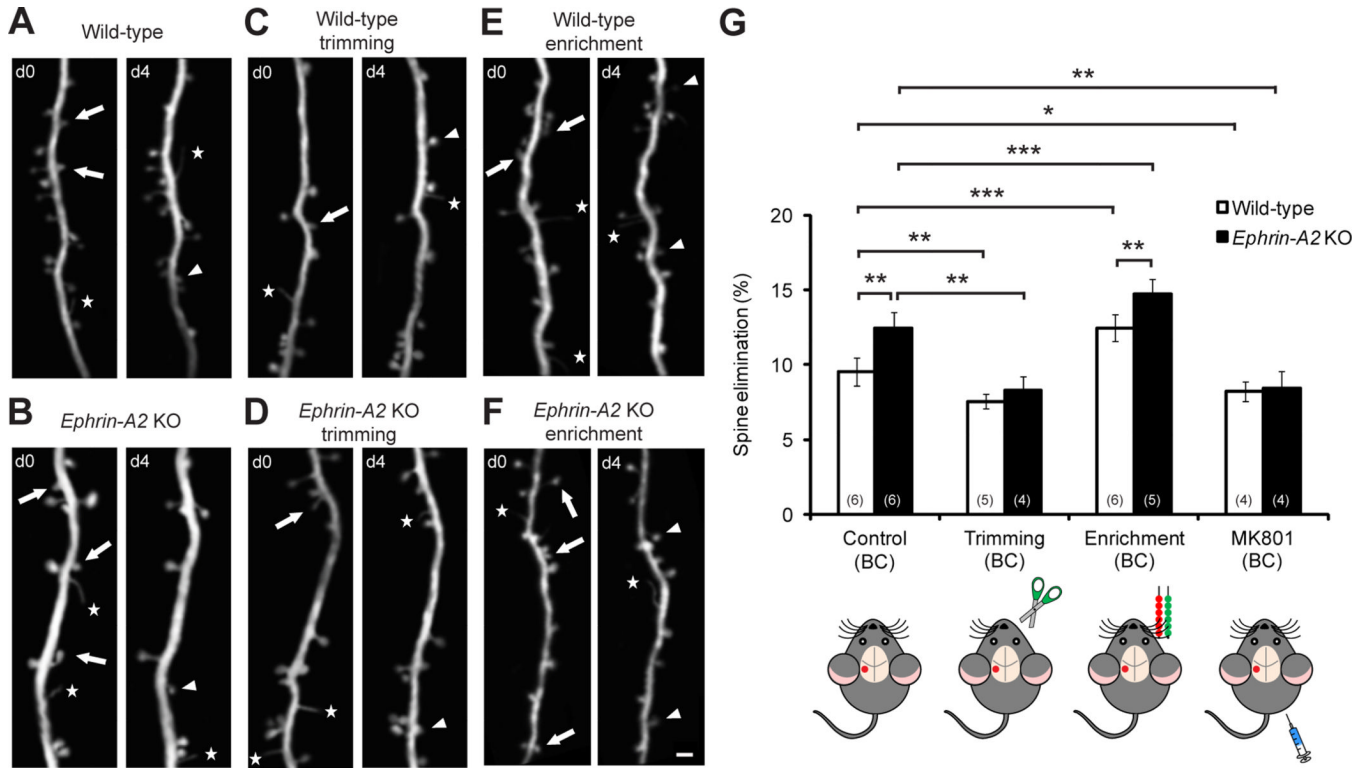 A
Wild-type
d0
d4
B
Ephrin-A2 KO
d0
d4
C
Wild-type
trimming
d0
d4
D
Ephrin-A2 KO
trimming
d0
d4
E
Wild-type
enrichment
d0
d4
F
Ephrin-A2 KO
enrichment
d0
d4
G
**
*
***
***
**
**
**
**
Wild-type
Ephrin-A2 KO
Spine elimination (%)
20
15
10
5
0
(6) (6) (5) (4) (6) (5) (4) (4)
Control
(BC)
Trimming
(BC)
Enrichment
(BC)
MK801
(BC)